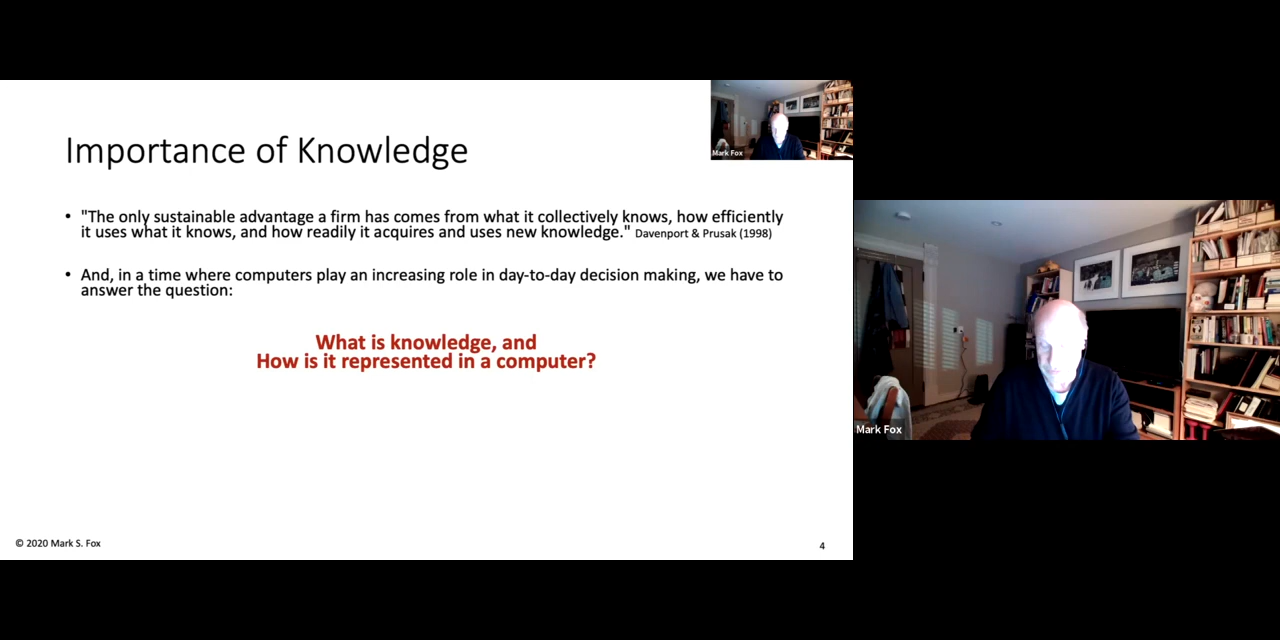 Mark Fox
Importance of Knowledge
• "The only sustainable advantage a firm has comes from what it collectively knows, how efficiently
it uses what it knows, and how readily it acquires and uses new knowledge." Davenport & Prusak (1998)
• And, in a time where computers play an increasing role in day-to-day decision making, we have to
answer the question:
What is knowledge, and
How is it represented in a computer?
Mark Fox
© 2020 Mark S. Fox
4